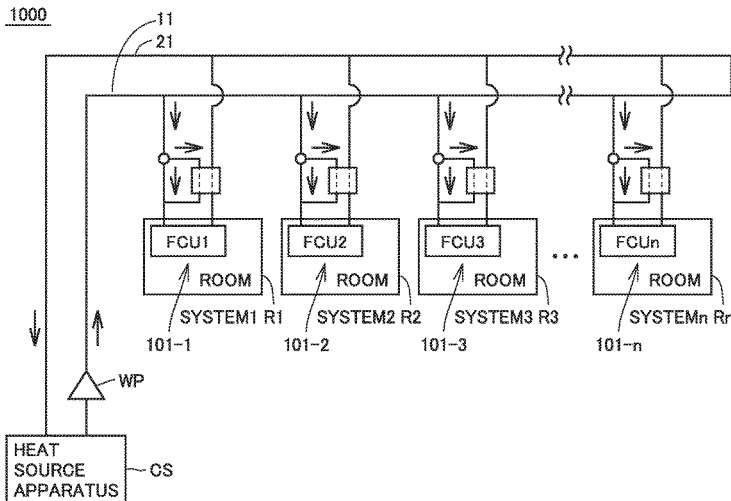 1000
11
21
FCU1 FCU2 FCU3 ... FCUn
ROOM ROOM ROOM ROOM
SYSTEM1 R1 SYSTEM2 R2 SYSTEM3 R3 SYSTEMn Rr
101-1 101-2 101-3 101-n
WP
HEAT
SOURCE
APPARATUS
CS